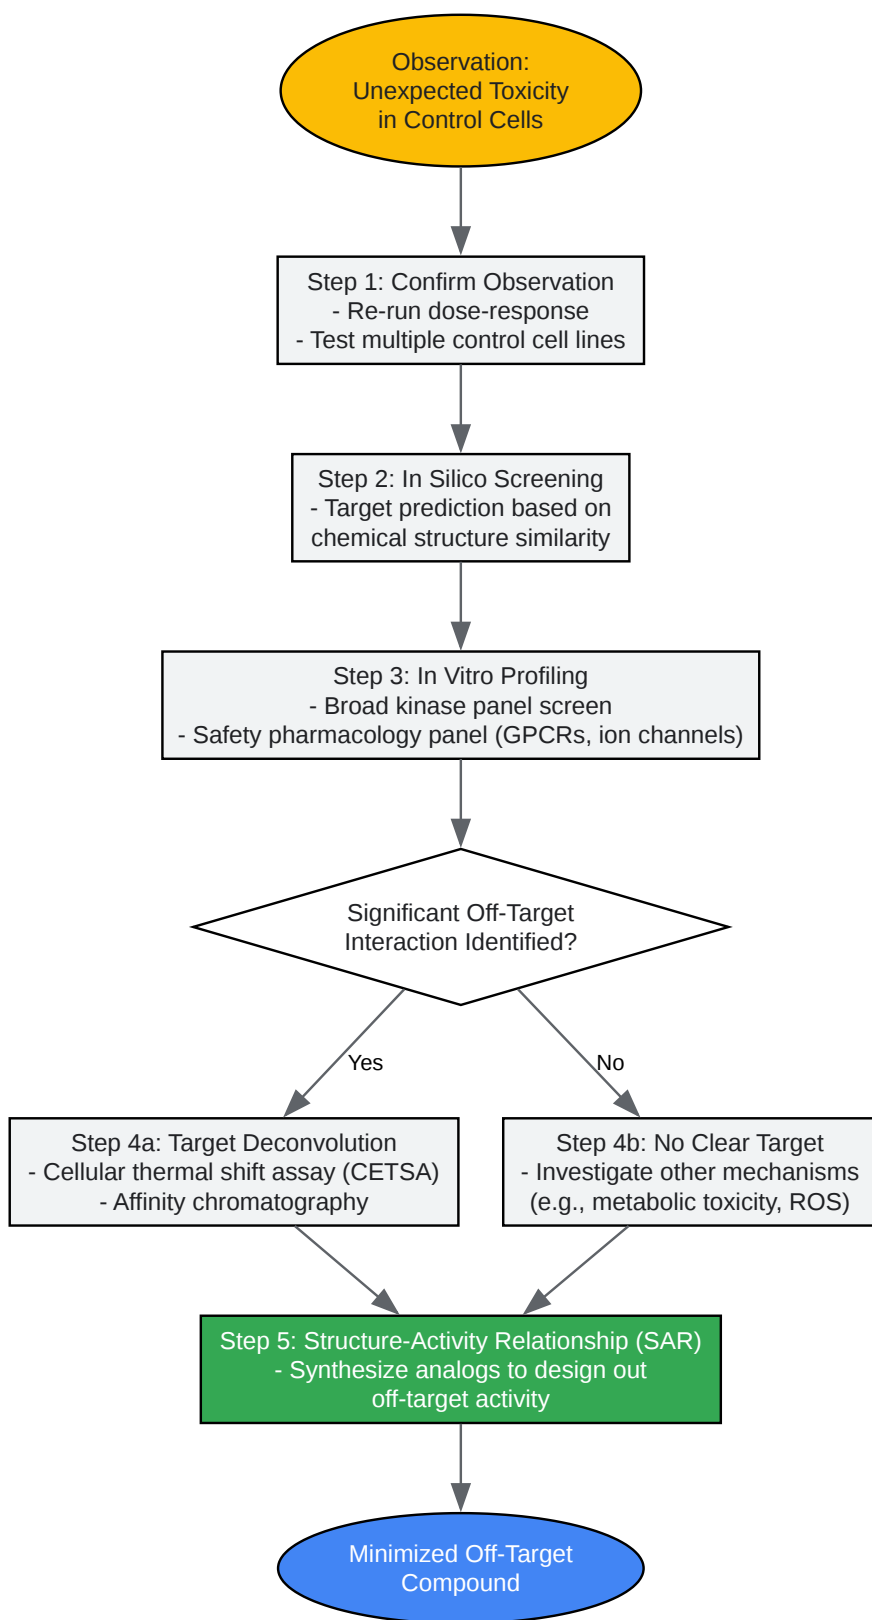 Observation:
Unexpected Toxicity
in Control Cells
Step 1: Confirm Observation
- Re-run dose-response
- Test multiple control cell lines
Step 2: In Silico Screening
- Target prediction based on
chemical structure similarity
Step 3: In Vitro Profiling
- Broad kinase panel screen
- Safety pharmacology panel (GPCRs, ion channels)
Significant Off-Target
Interaction Identified?
Yes
No
Step 4a: Target Deconvolution
- Cellular thermal shift assay (CETSA)
- Affinity chromatography
Step 4b: No Clear Target
- Investigate other mechanisms
(e.g., metabolic toxicity, ROS)
Step 5: Structure-Activity Relationship (SAR)
- Synthesize analogs to design out
off-target activity
Minimized Off-Target
Compound